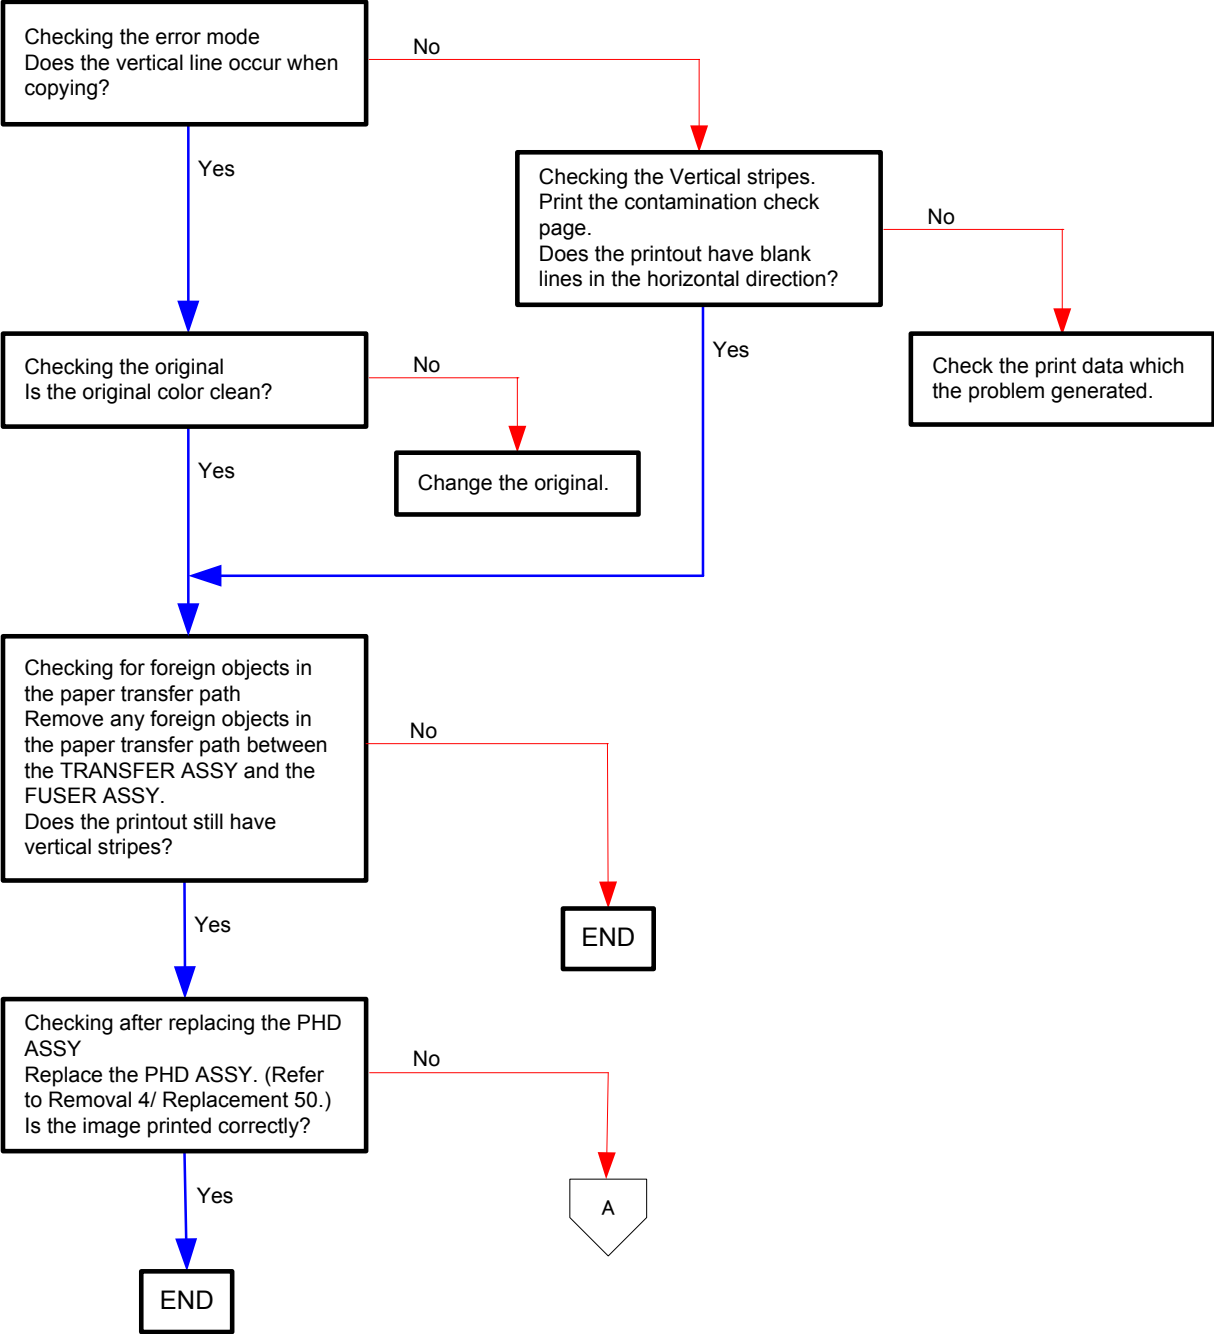 Checking the error mode
Does the vertical line occur when
copying?
No
Yes
Checking the Vertical stripes.
Print the contamination check
page.
Does the printout have blank
lines in the horizontal direction?
No
Yes
Check the print data which
the problem generated.
Checking the original
Is the original color clean?
No
Yes
Change the original.
Checking for foreign objects in
the paper transfer path
Remove any foreign objects in
the paper transfer path between
the TRANSFER ASSY and the
FUSER ASSY.
Does the printout still have
vertical stripes?
No
Yes
END
Checking after replacing the PHD
ASSY
Replace the PHD ASSY. (Refer
to Removal 4/ Replacement 50.)
Is the image printed correctly?
No
Yes
A
END